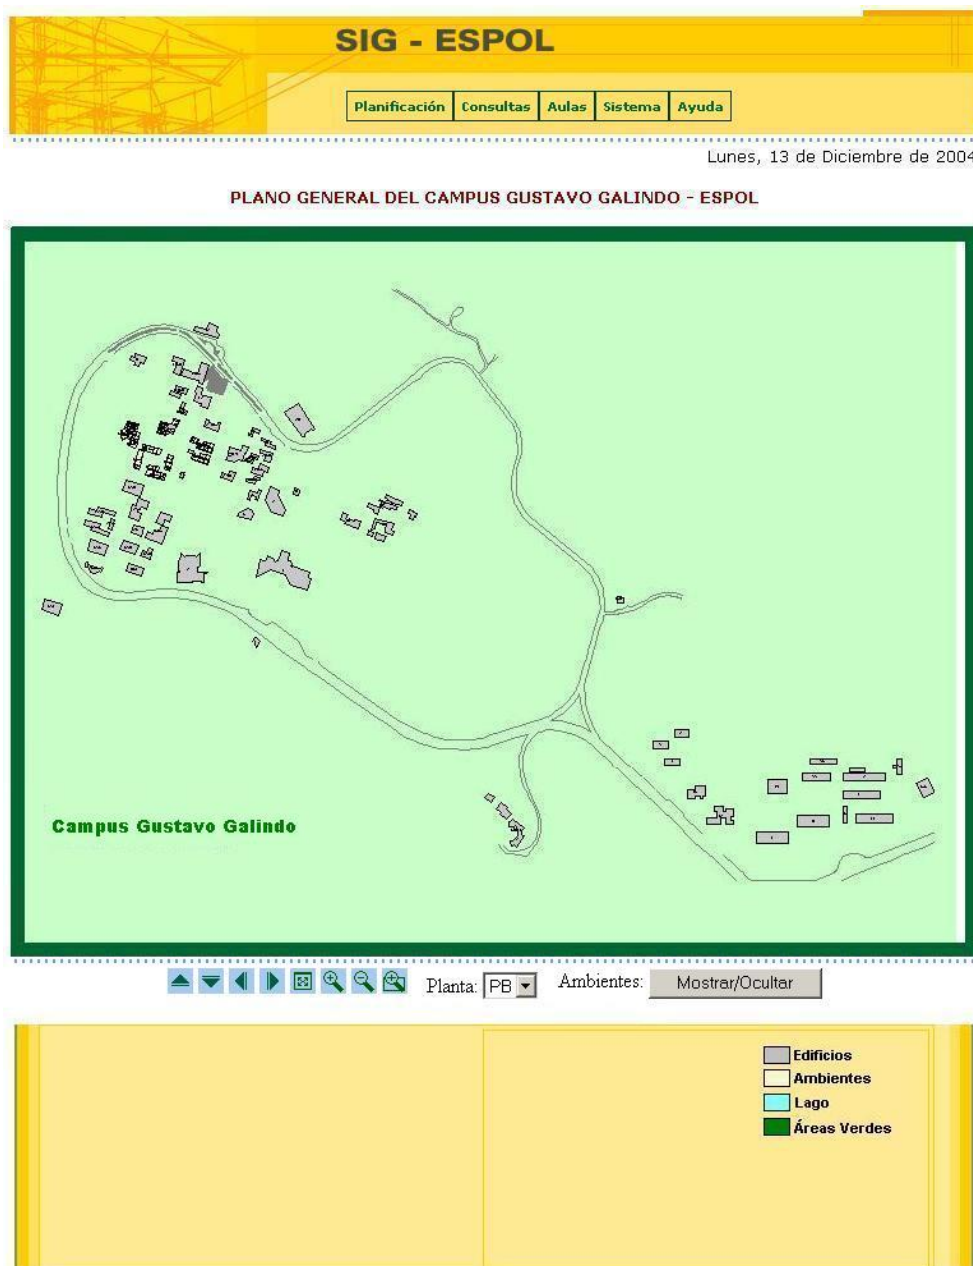 SIG - ESPOL
Planificación Consultas Aulas Sistema Ayuda
Lunes, 13 de Diciembre de 2004
PLANO GENERAL DEL CAMPUS GUSTAVO GALINDO - ESPOL
Campus Gustavo Galindo
Planta: PB Ambientes: Mostrar/Ocultar
Edificios
Ambientes
Lago
Áreas Verdes